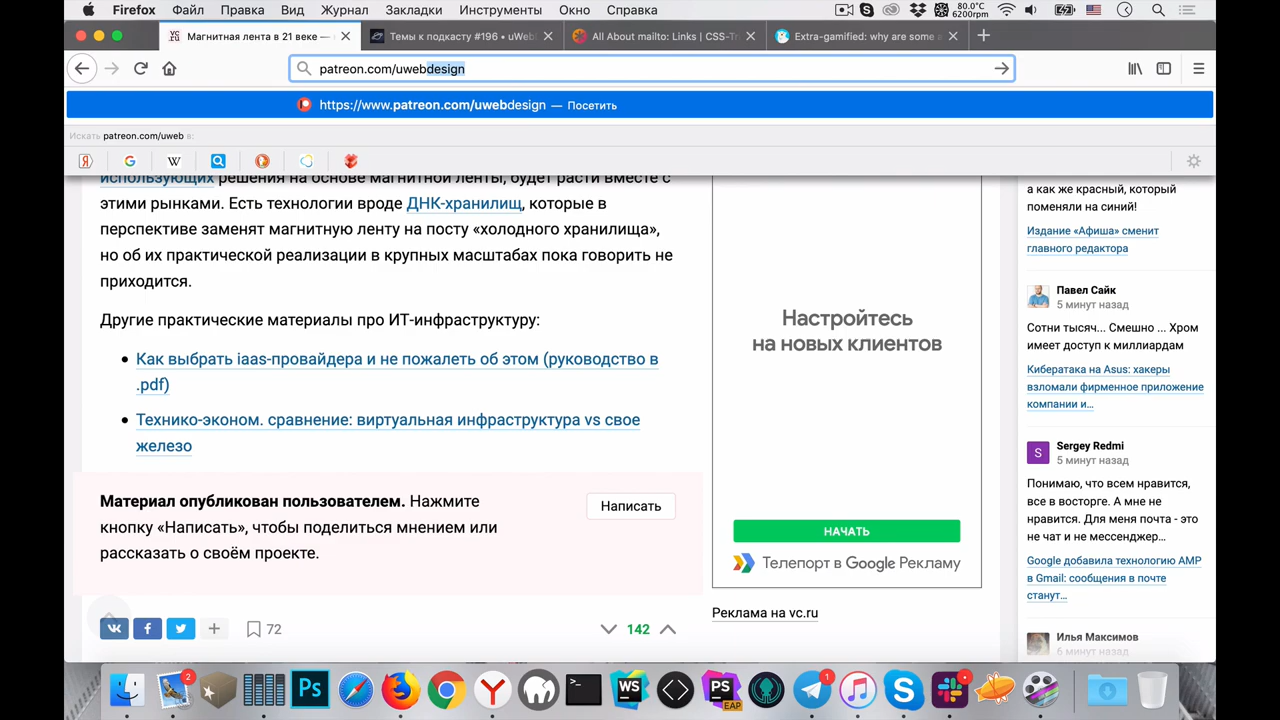 Firefox Файл Правка Вид Журнал Закладки Инструменты Окно Справка
80.0°C
6200rpm
Магнитная лента в 21 веке —
Темы к подкасту #196 • uWeb
All About mailto: Links | CSS-Tr
Extra-gamified: why are some a
patreon.com/uwebdesign
https://www.patreon.com/uwebdesign — Посетить
Искать patreon.com/uweb в:
использующих решения на основе магнитной ленты, будет расти вместе с
этими рынками. Есть технологии вроде ДНК-хранилищ, которые в
перспективе заменят магнитную ленту на посту «холодного хранилища»,
но об их практической реализации в крупных масштабах пока говорить не
приходится.
Другие практические материалы про ИТ-инфраструктуру:
Как выбрать iaas-провайдера и не пожалеть об этом (руководство в
.pdf)
Технико-эконом. сравнение: виртуальная инфраструктура vs свое
железо
Материал опубликован пользователем. Нажмите
кнопку «Написать», чтобы поделиться мнением или
рассказать о своём проекте.
Написать
72
142
Настройтесь
на новых клиентов
НАЧАТЬ
Телепорт в Google Рекламу
Реклама на vc.ru
а как же красный, который
поменяли на синий!
Издание «Афиша» сменит
главного редактора
Павел Сайк
5 минут назад
Сотни тысяч... Смешно ... Хром
имеет доступ к миллиардам
Кибератака на Asus: хакеры
взломали фирменное приложение
компании и…
S
Sergey Redmi
5 минут назад
Понимаю, что всем нравится,
все в восторге. А мне не
нравится. Для меня почта - это
не чат и не мессенджер…
Google добавила технологию AMP
в Gmail: сообщения в почте
станут…
Илья Максимов
6 минут назад
2
Ps
WS
PS
EAP
1